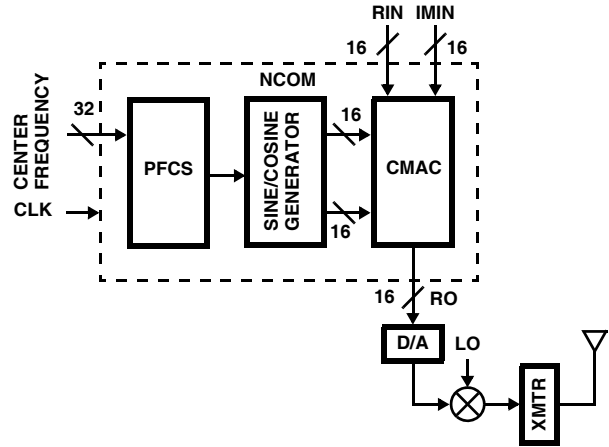 RIN IMIN
16 16
NCOM
CENTER
FREQUENCY
32
CLK
PFCS
SINE/COSINE
GENERATOR
16
16
CMAC
16 RO
D/A
LO
XMTR